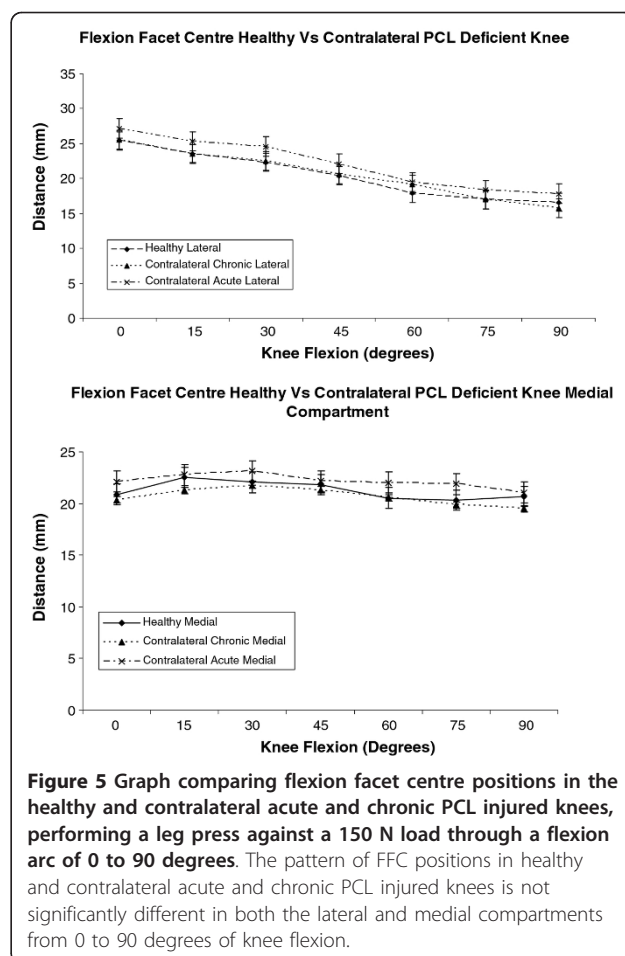 Flexion Facet Centre Healthy Vs Contralateral PCL Deficient Knee
35
30
25
20
15
10
5
0
Distance (mm)
Healthy Lateral
Contralateral Chronic Lateral
Contralateral Acute Lateral
0 15 30 45 60 75 90
Knee Flexion (degrees)
Flexion Facet Centre Healthy Vs Contralateral PCL Deficient Knee Medial
Compartment
25
20
15
10
5
0
Distance (mm)
Healthy Medial
Contralateral Chronic Medial
Contralateral Acute Medial
0 15 30 45 60 75 90
Knee Flexion (Degrees)
Figure 5 Graph comparing flexion facet centre positions in the
healthy and contralateral acute and chronic PCL injured knees,
performing a leg press against a 150 N load through a flexion
arc of 0 to 90 degrees. The pattern of FFC positions in healthy
and contralateral acute and chronic PCL injured knees is not
significantly different in both the lateral and medial compartments
from 0 to 90 degrees of knee flexion.